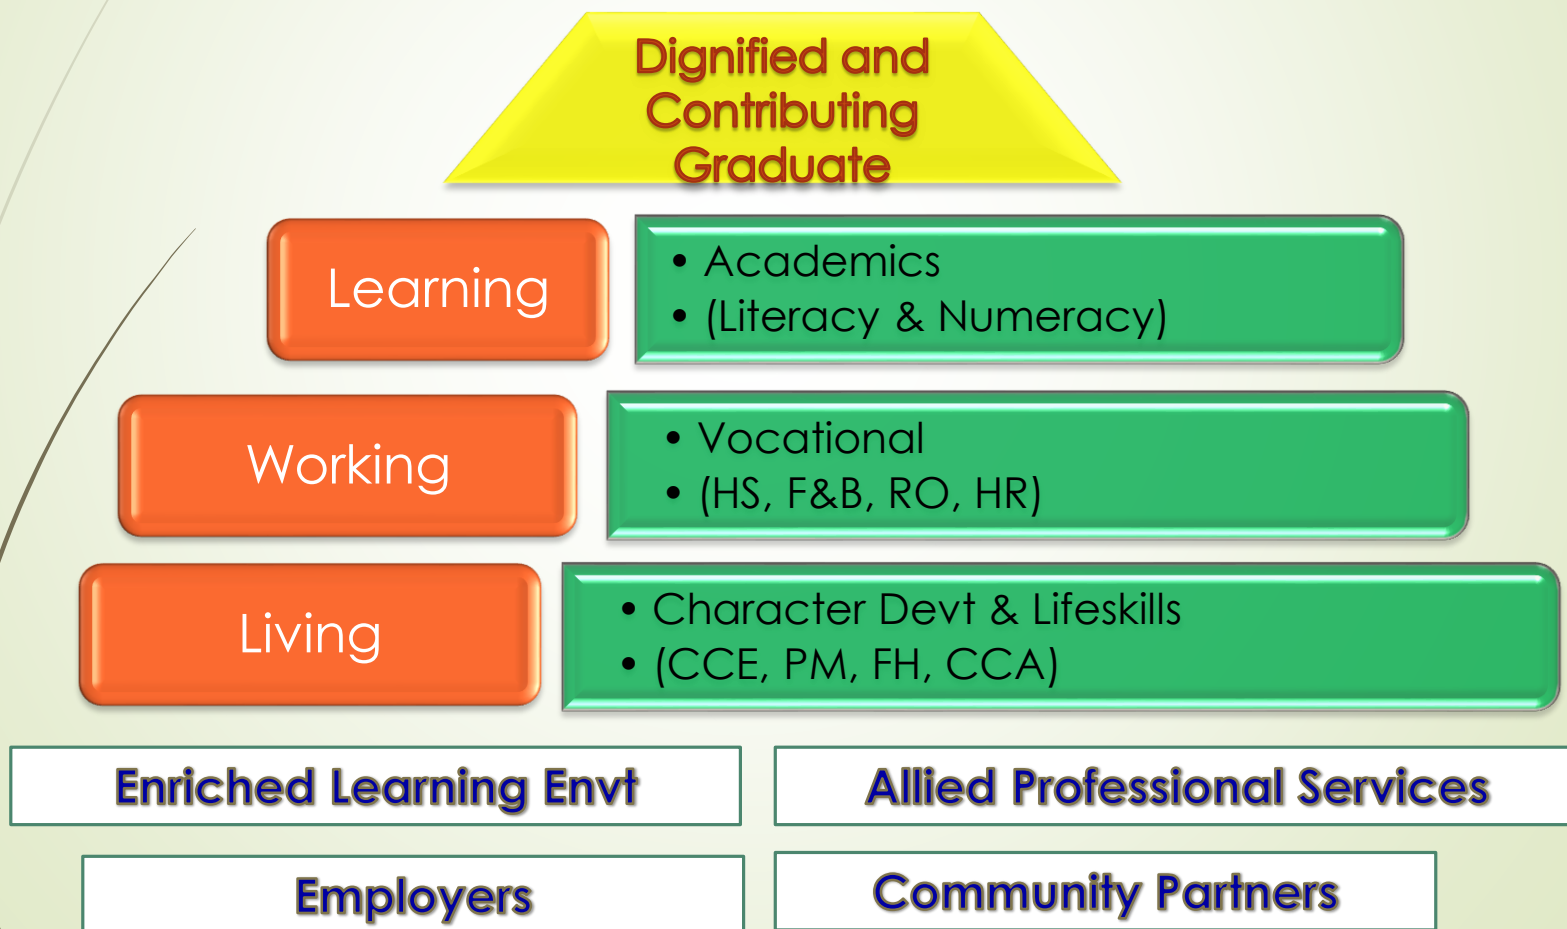 Dignified and
Contributing
Graduate
Learning
• Academics
• (Literacy & Numeracy)
Working
• Vocational
• (HS, F&B, RO, HR)
Living
• Character Devt & Lifeskills
• (CCE, PM, FH, CCA)
Enriched Learning Envt
Allied Professional Services
Employers
Community Partners